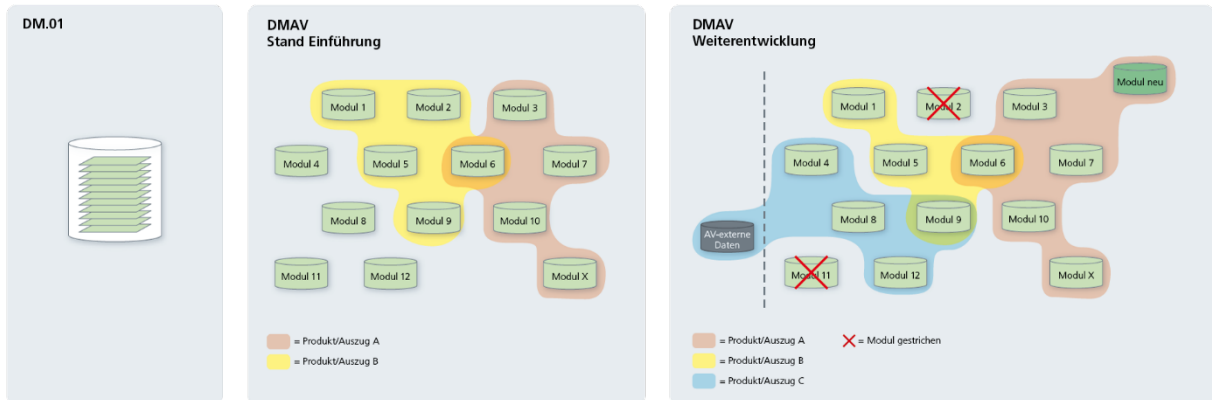 DM.01
DMAV
Stand Einführung
Modul 1
Modul 2
Modul 3
Modul 4
Modul 5
Modul 6
Modul 7
Modul 8
Modul 9
Modul 10
Modul 11
Modul 12
Modul X
= Produkt/Auszug A
= Produkt/Auszug B
DMAV
Weiterentwicklung
Modul neu
Modul 1
Modul 2
Modul 3
Modul 4
Modul 5
Modul 6
Modul 7
Modul 8
Modul 9
Modul 10
AV-externe
Daten
Modul 11
Modul 12
Modul X
= Produkt/Auszug A
= Modul gestrichen
= Produkt/Auszug B
= Produkt/Auszug C